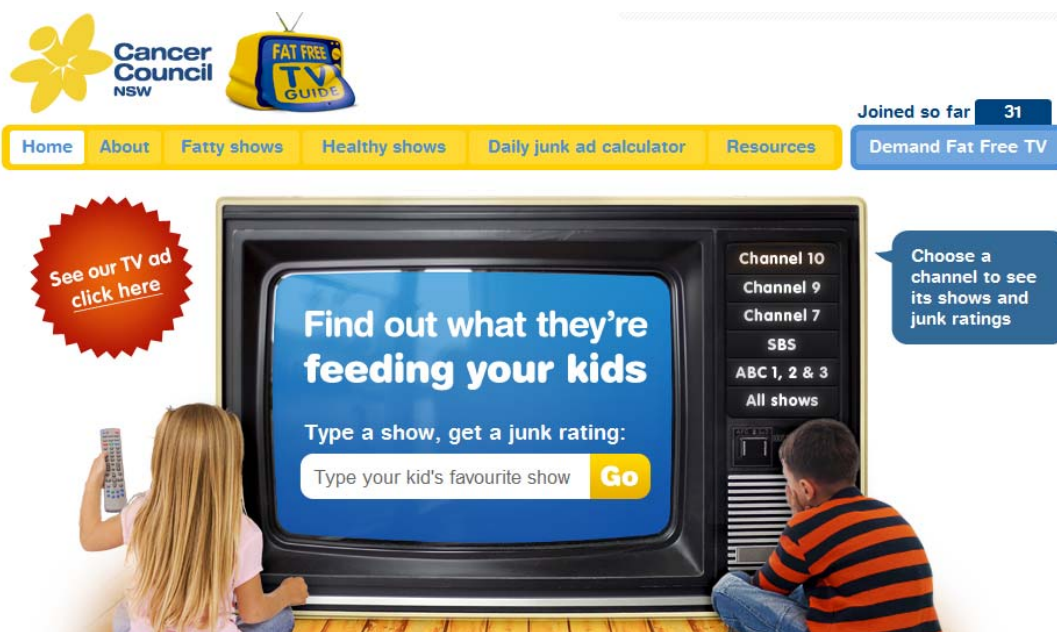 Cancer
Council
NSW
FAT FREE
TV
GUIDE
Joined so far 31
Home About Fatty shows Healthy shows Daily junk ad calculator Resources Demand Fat Free TV
See our TV ad
click here
Find out what they're
feeding your kids
Type a show, get a junk rating:
Type your kid's favourite show Go
Channel 10
Channel 9
Channel 7
SBS
ABC 1, 2 & 3
All shows
Choose a
channel to see
its shows and
junk ratings